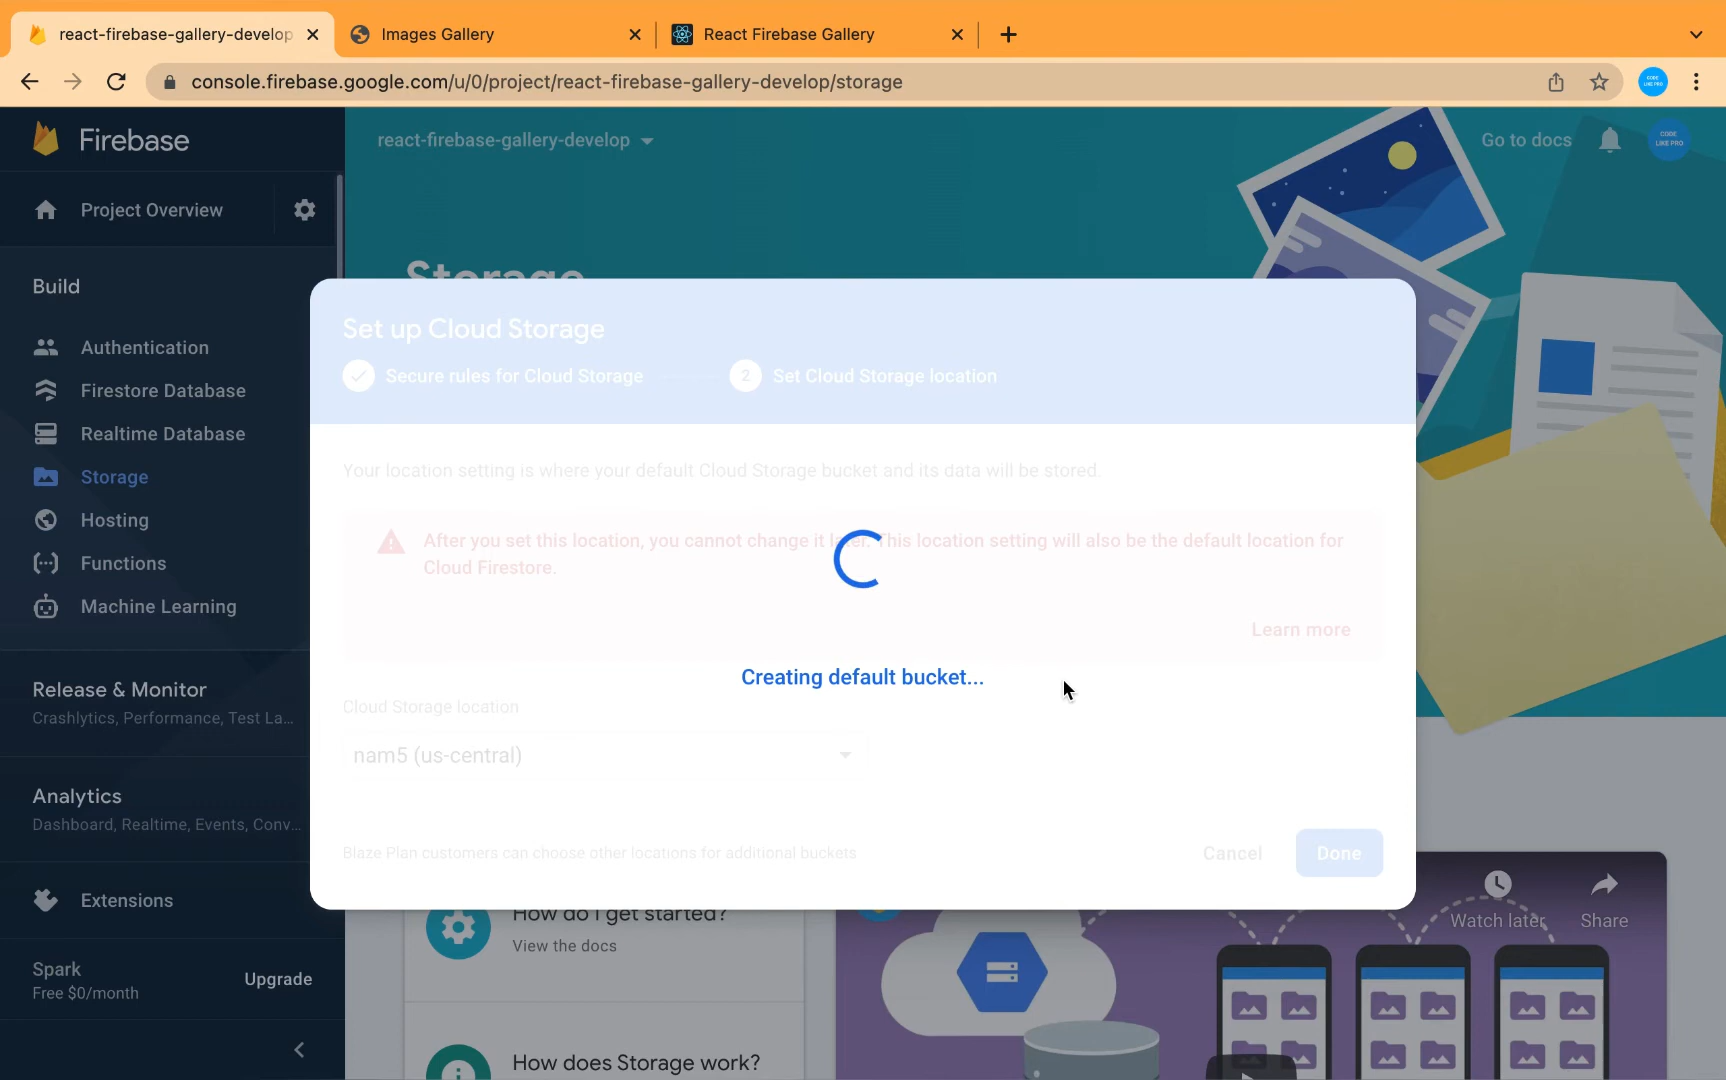 react-firebase-gallery-develop
Images Gallery
React Firebase Gallery
console.firebase.google.com/u/0/project/react-firebase-gallery-develop/storage
CODE
LIKE PRO
Firebase
react-firebase-gallery-develop
Go to docs
CODE
LIKE PRO
Project Overview
Storage
Build
Authentication
Firestore Database
Realtime Database
Storage
Hosting
Functions
Machine Learning
Release & Monitor
Crashlytics, Performance, Test La...
Analytics
Dashboard, Realtime, Events, Conv...
Extensions
Spark
Free $0/month
Upgrade
Set up Cloud Storage
Secure rules for Cloud Storage
2
Set Cloud Storage location
Your location setting is where your default Cloud Storage bucket and its data will be stored.
After you set this location, you cannot change it later. This location setting will also be the default location for
Cloud Firestore.
Learn more
Creating default bucket...
Cloud Storage location
nam5 (us-central)
Blaze Plan customers can choose other locations for additional buckets
Cancel
Done
How do I get started?
View the docs
How does Storage work?
Watch later
Share